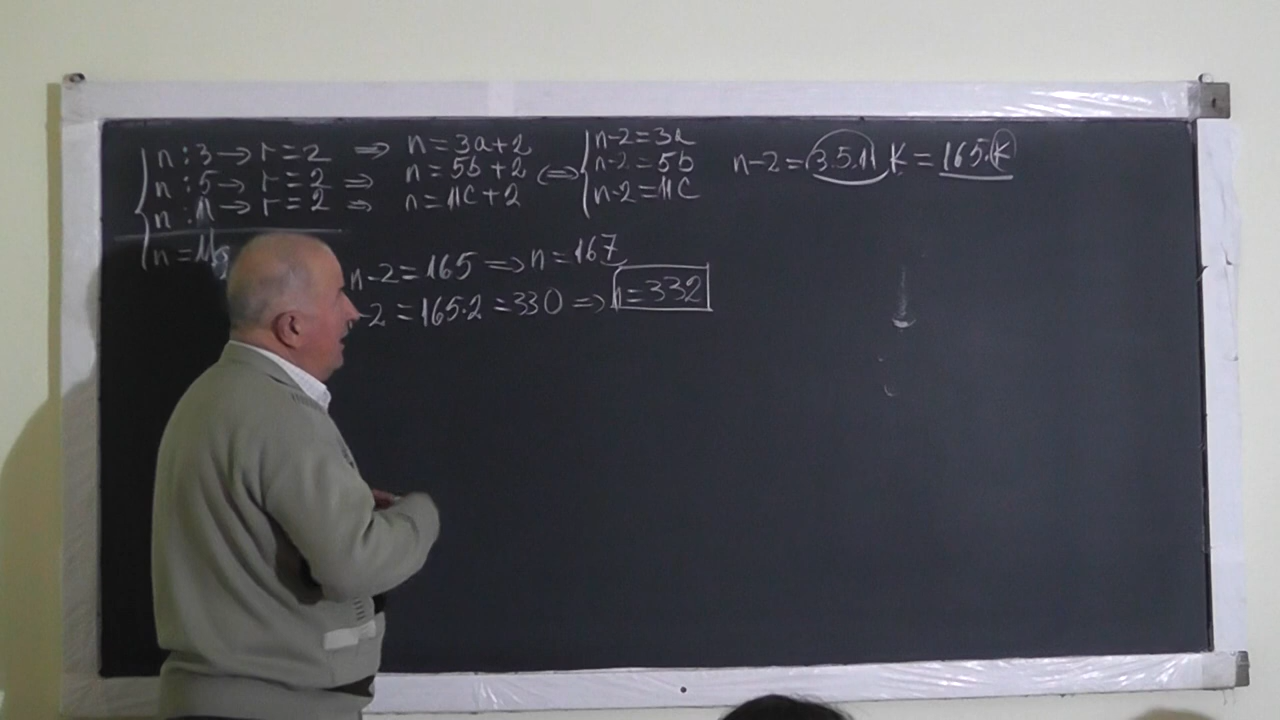 n : 3 → r = 2 ⇒ n = 3a + 2 n-2 = 3a n-2 = 3.5.11 K = 165.K
n : 5 → r = 2 ⇒ n = 5b + 2 ⇔ n-2 = 5b
n : 11 → r = 2 ⇒ n = 11C + 2 n-2 = 11C
n =
n-2 = 165 ⇒ n = 167
-2 = 165.2 = 330 ⇒ n = 332